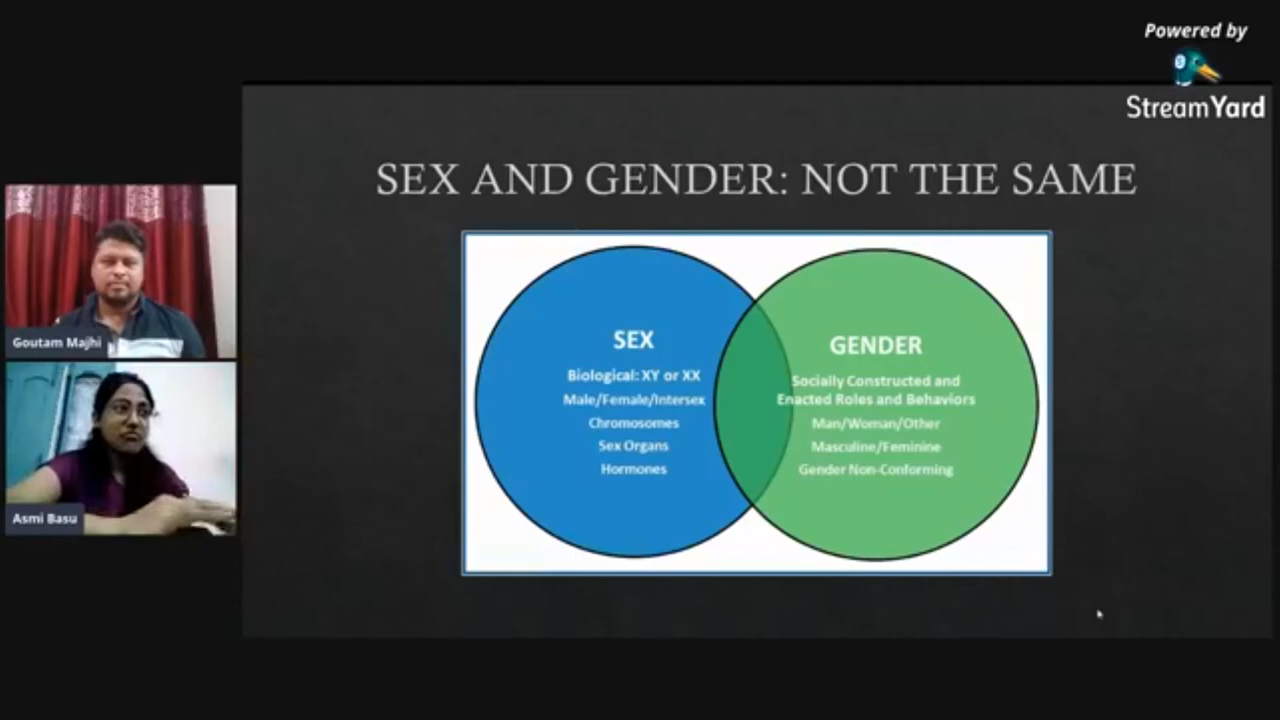 Powered by
StreamYard
SEX AND GENDER: NOT THE SAME
SEX
Biological: XY or XX
Male/Female/Intersex
Chromosomes
Sex Organs
Hormones
GENDER
Socially Constructed and
Enacted Roles and Behaviors
Man/Woman/Other
Masculine/Feminine
Gender Non-Conforming
Goutam Majhi
Asmi Basu